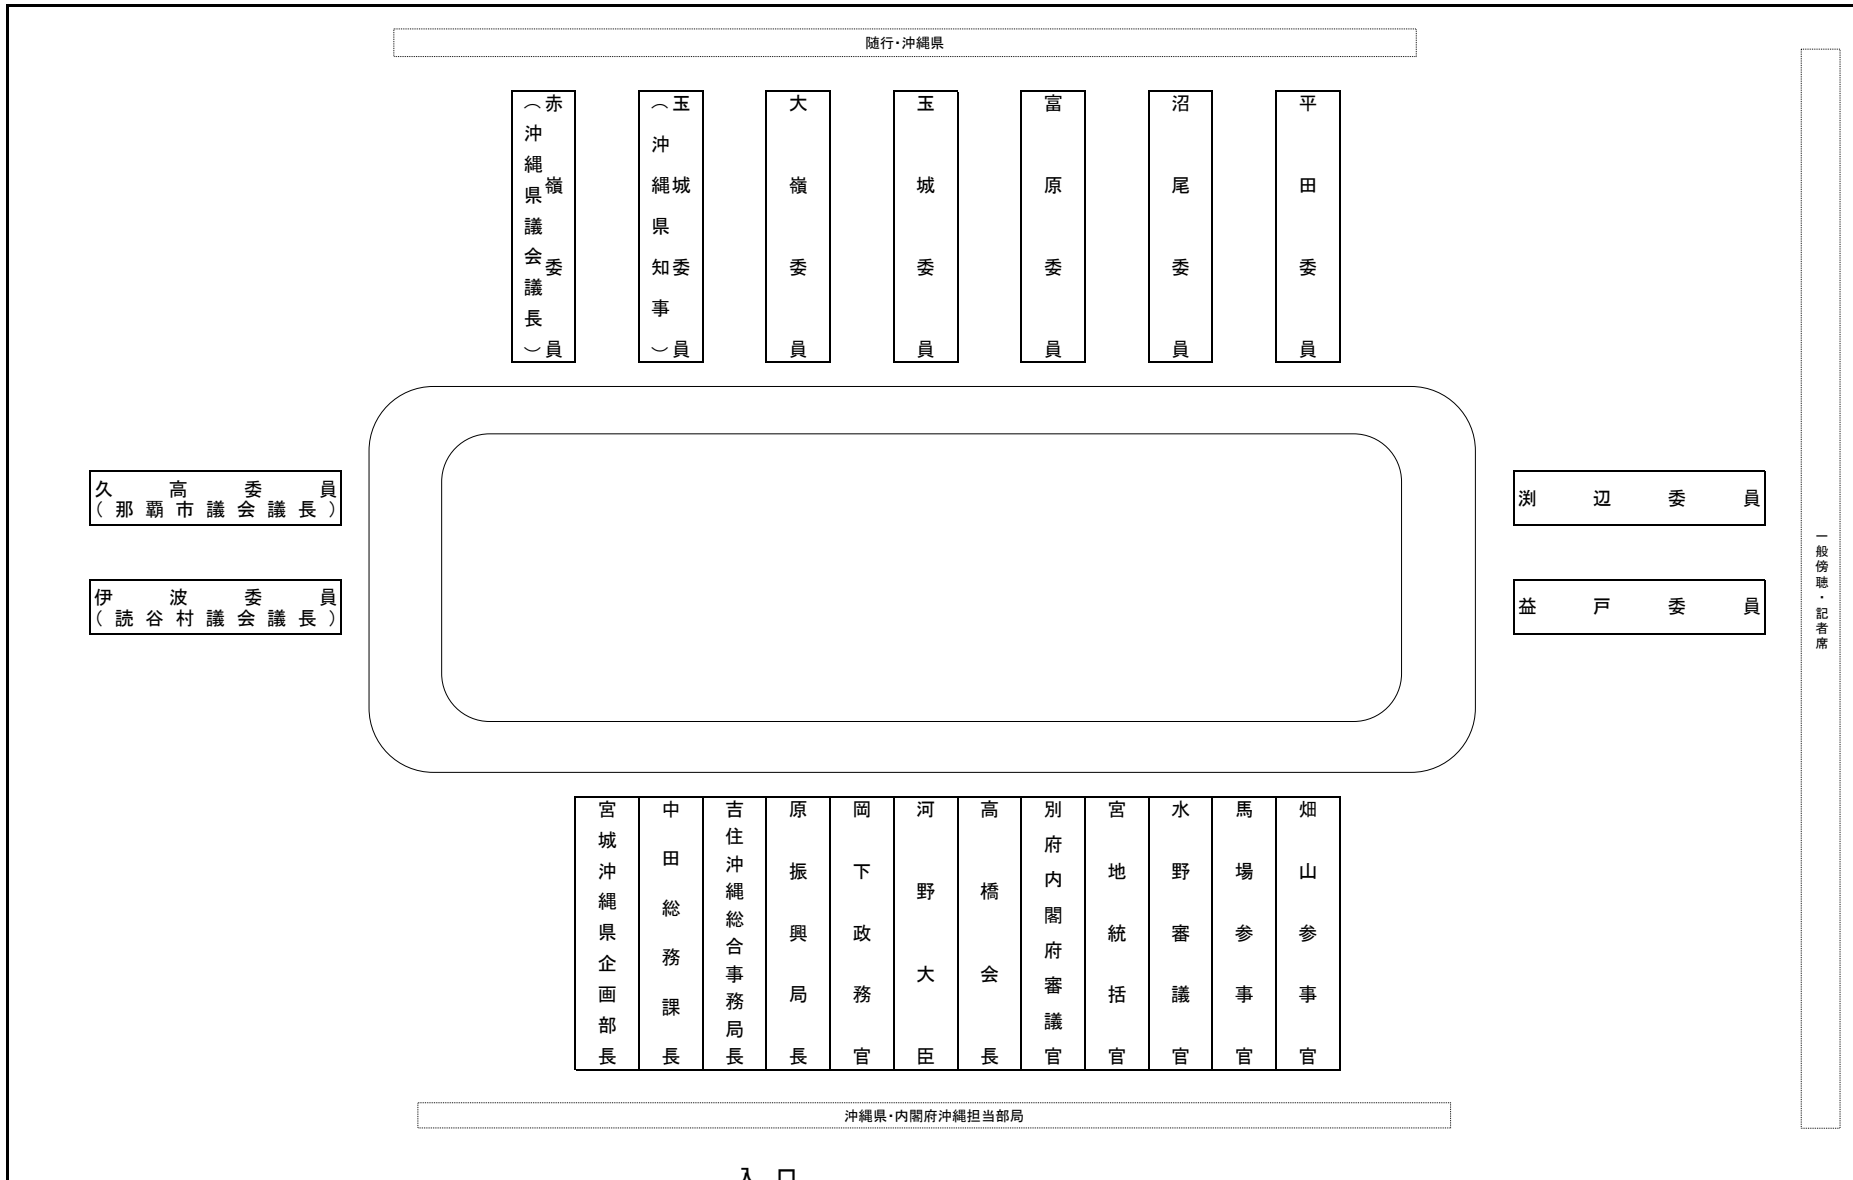 随行・沖縄県
赤嶺委員
（沖縄県議会議長）
玉城委員
（沖縄県知事）
大嶺委員
玉城委員
富原委員
沼尾委員
平田委員
久高委員
（那覇市議会議長）
伊波委員
（読谷村議会議長）
渕辺委員
益戸委員
一般傍聴・記者席
宮城沖縄県企画部長
中田総務課長
吉住沖縄総合事務局長
原振興局長
岡下政務官
河野大臣
高橋会長
別府内閣府審議官
宮地統括官
水野審議官
馬場参事官
畑山参事官
沖縄県・内閣府沖縄担当部局
入口